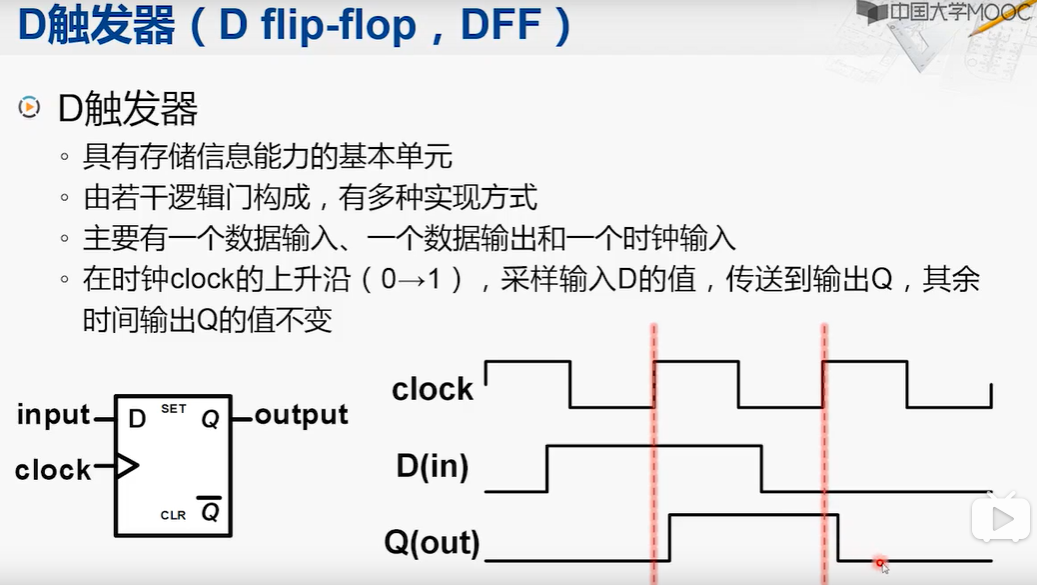 D触发器（D flip-flop，DFF）
中国大学MOOC
D触发器
具有存储信息能力的基本单元
由若干逻辑门构成，有多种实现方式
主要有一个数据输入、一个数据输出和一个时钟输入
在时钟clock的上升沿（0→1），采样输入D的值，传送到输出Q，其余
时间输出Q的值不变
input
D
SET
Q
output
clock
CLR
Q̅
clock
D(in)
Q(out)